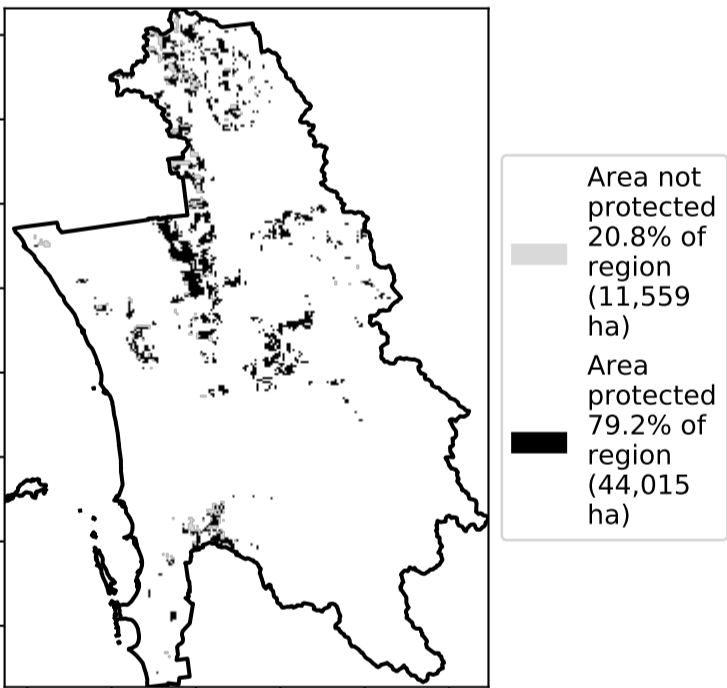 Area not
protected
20.8% of
region
(11,559
ha)
Area
protected
79.2% of
region
(44,015
ha)